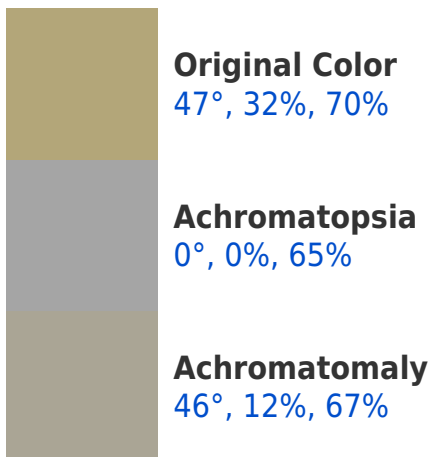 Original Color
47°, 32%, 70%
Achromatopsia
0°, 0%, 65%
Achromatomaly
46°, 12%, 67%